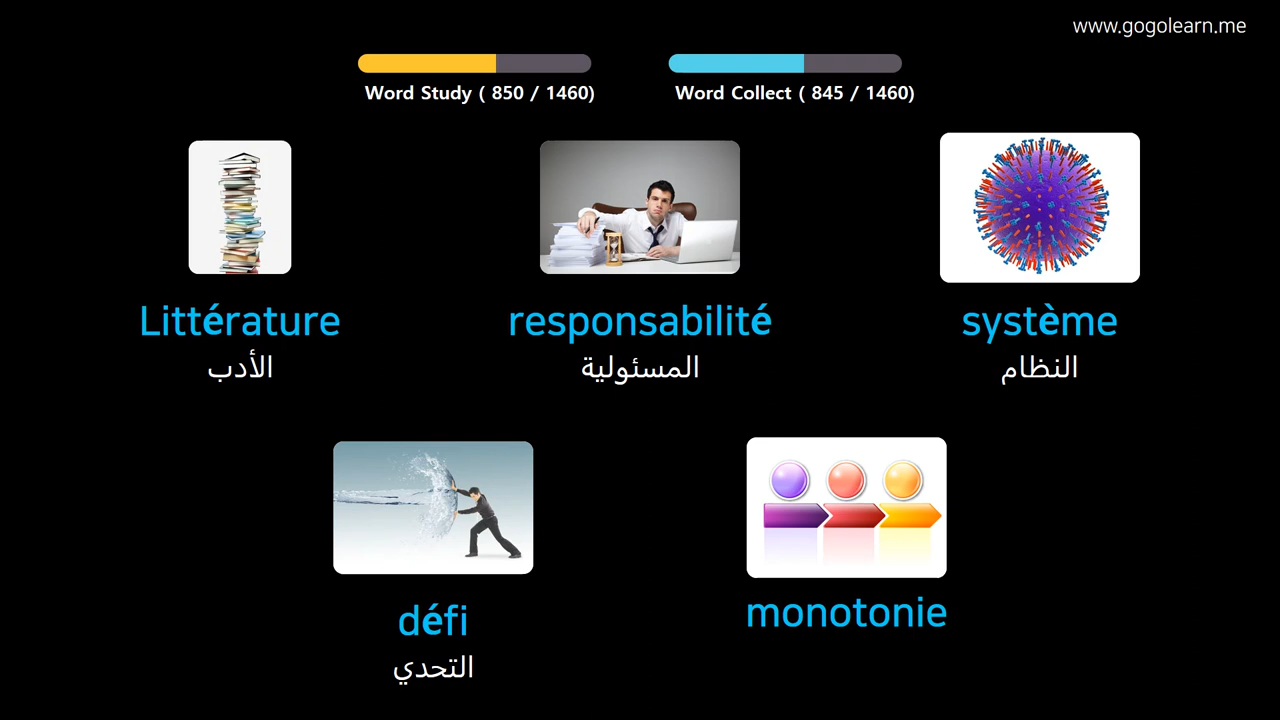 www.gogolearn.me
Word Study ( 850 / 1460)
Word Collect ( 845 / 1460)
Littérature
الأدب
responsabilité
المسئولية
système
النظام
défi
التحدي
monotonie